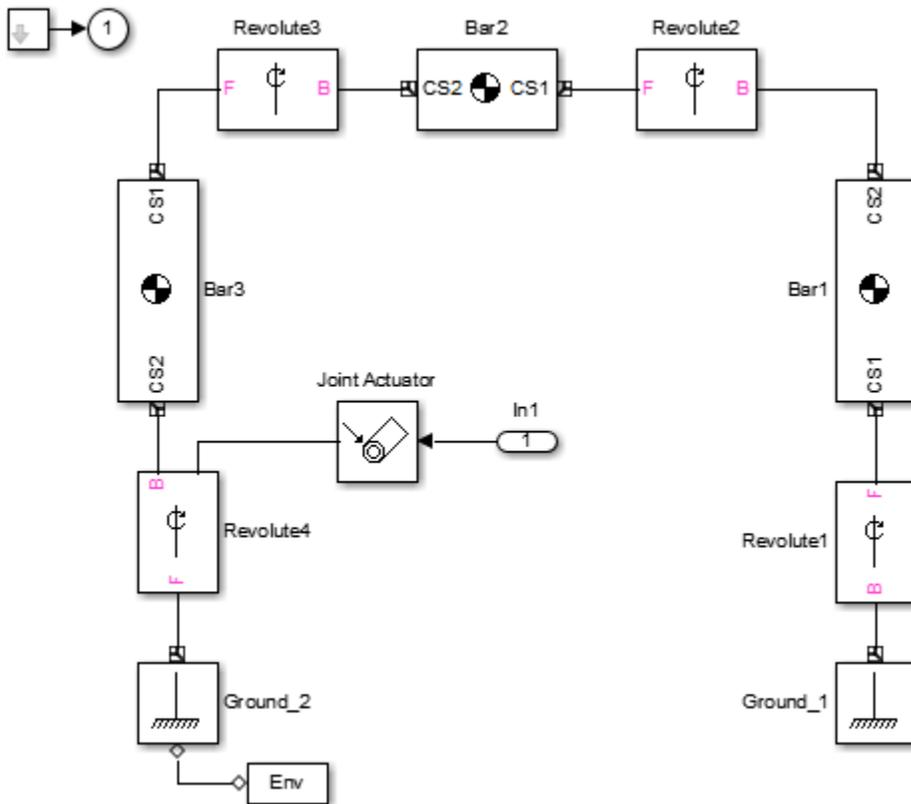 1
Revolute3
Bar2
Revolute2
F
B
CS2
CS1
F
B
CS1
CS2
Bar3
Bar1
CS2
CS1
Joint Actuator
In1
1
B
Revolute4
F
F
Revolute1
B
Ground_2
Ground_1
Env